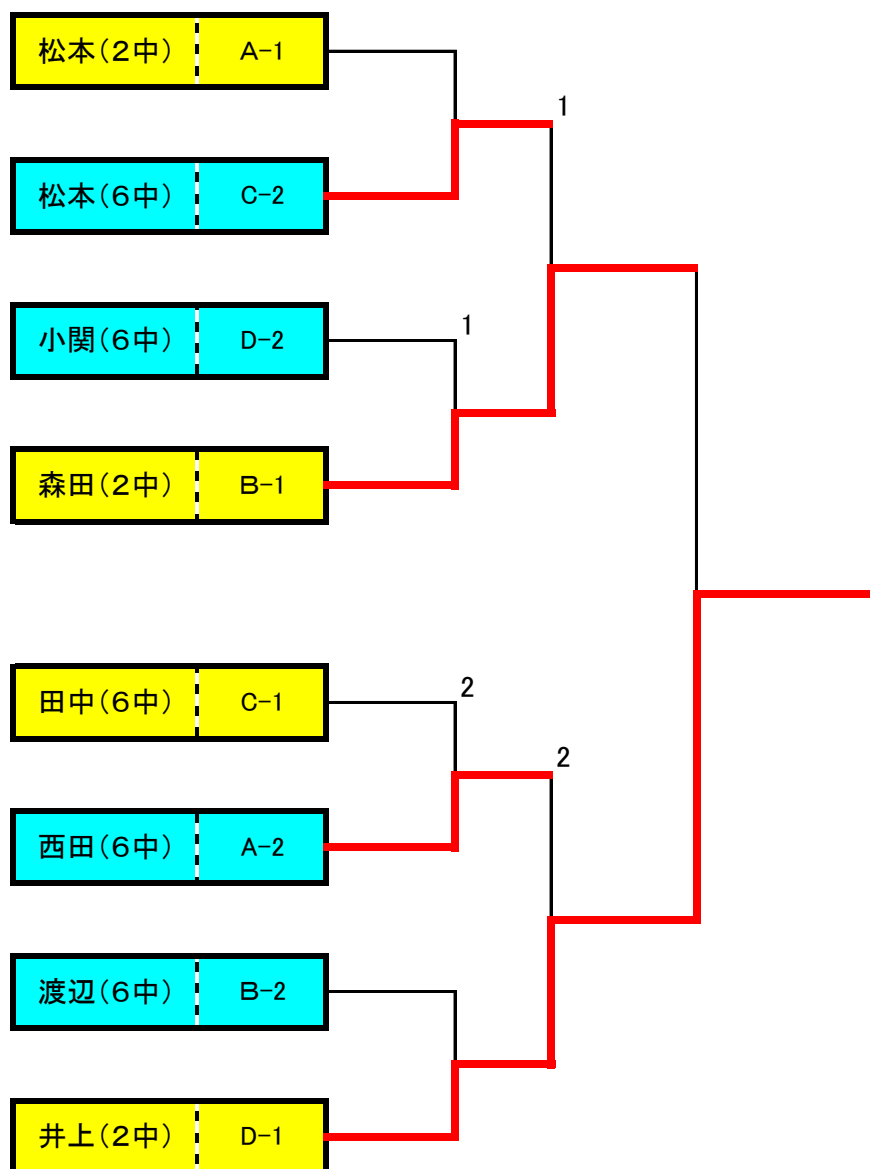 松本(2中) A-1
1
松本(6中) C-2
小関(6中) D-2
1
森田(2中) B-1
田中(6中) C-1
2
2
西田(6中) A-2
渡辺(6中) B-2
井上(2中) D-1